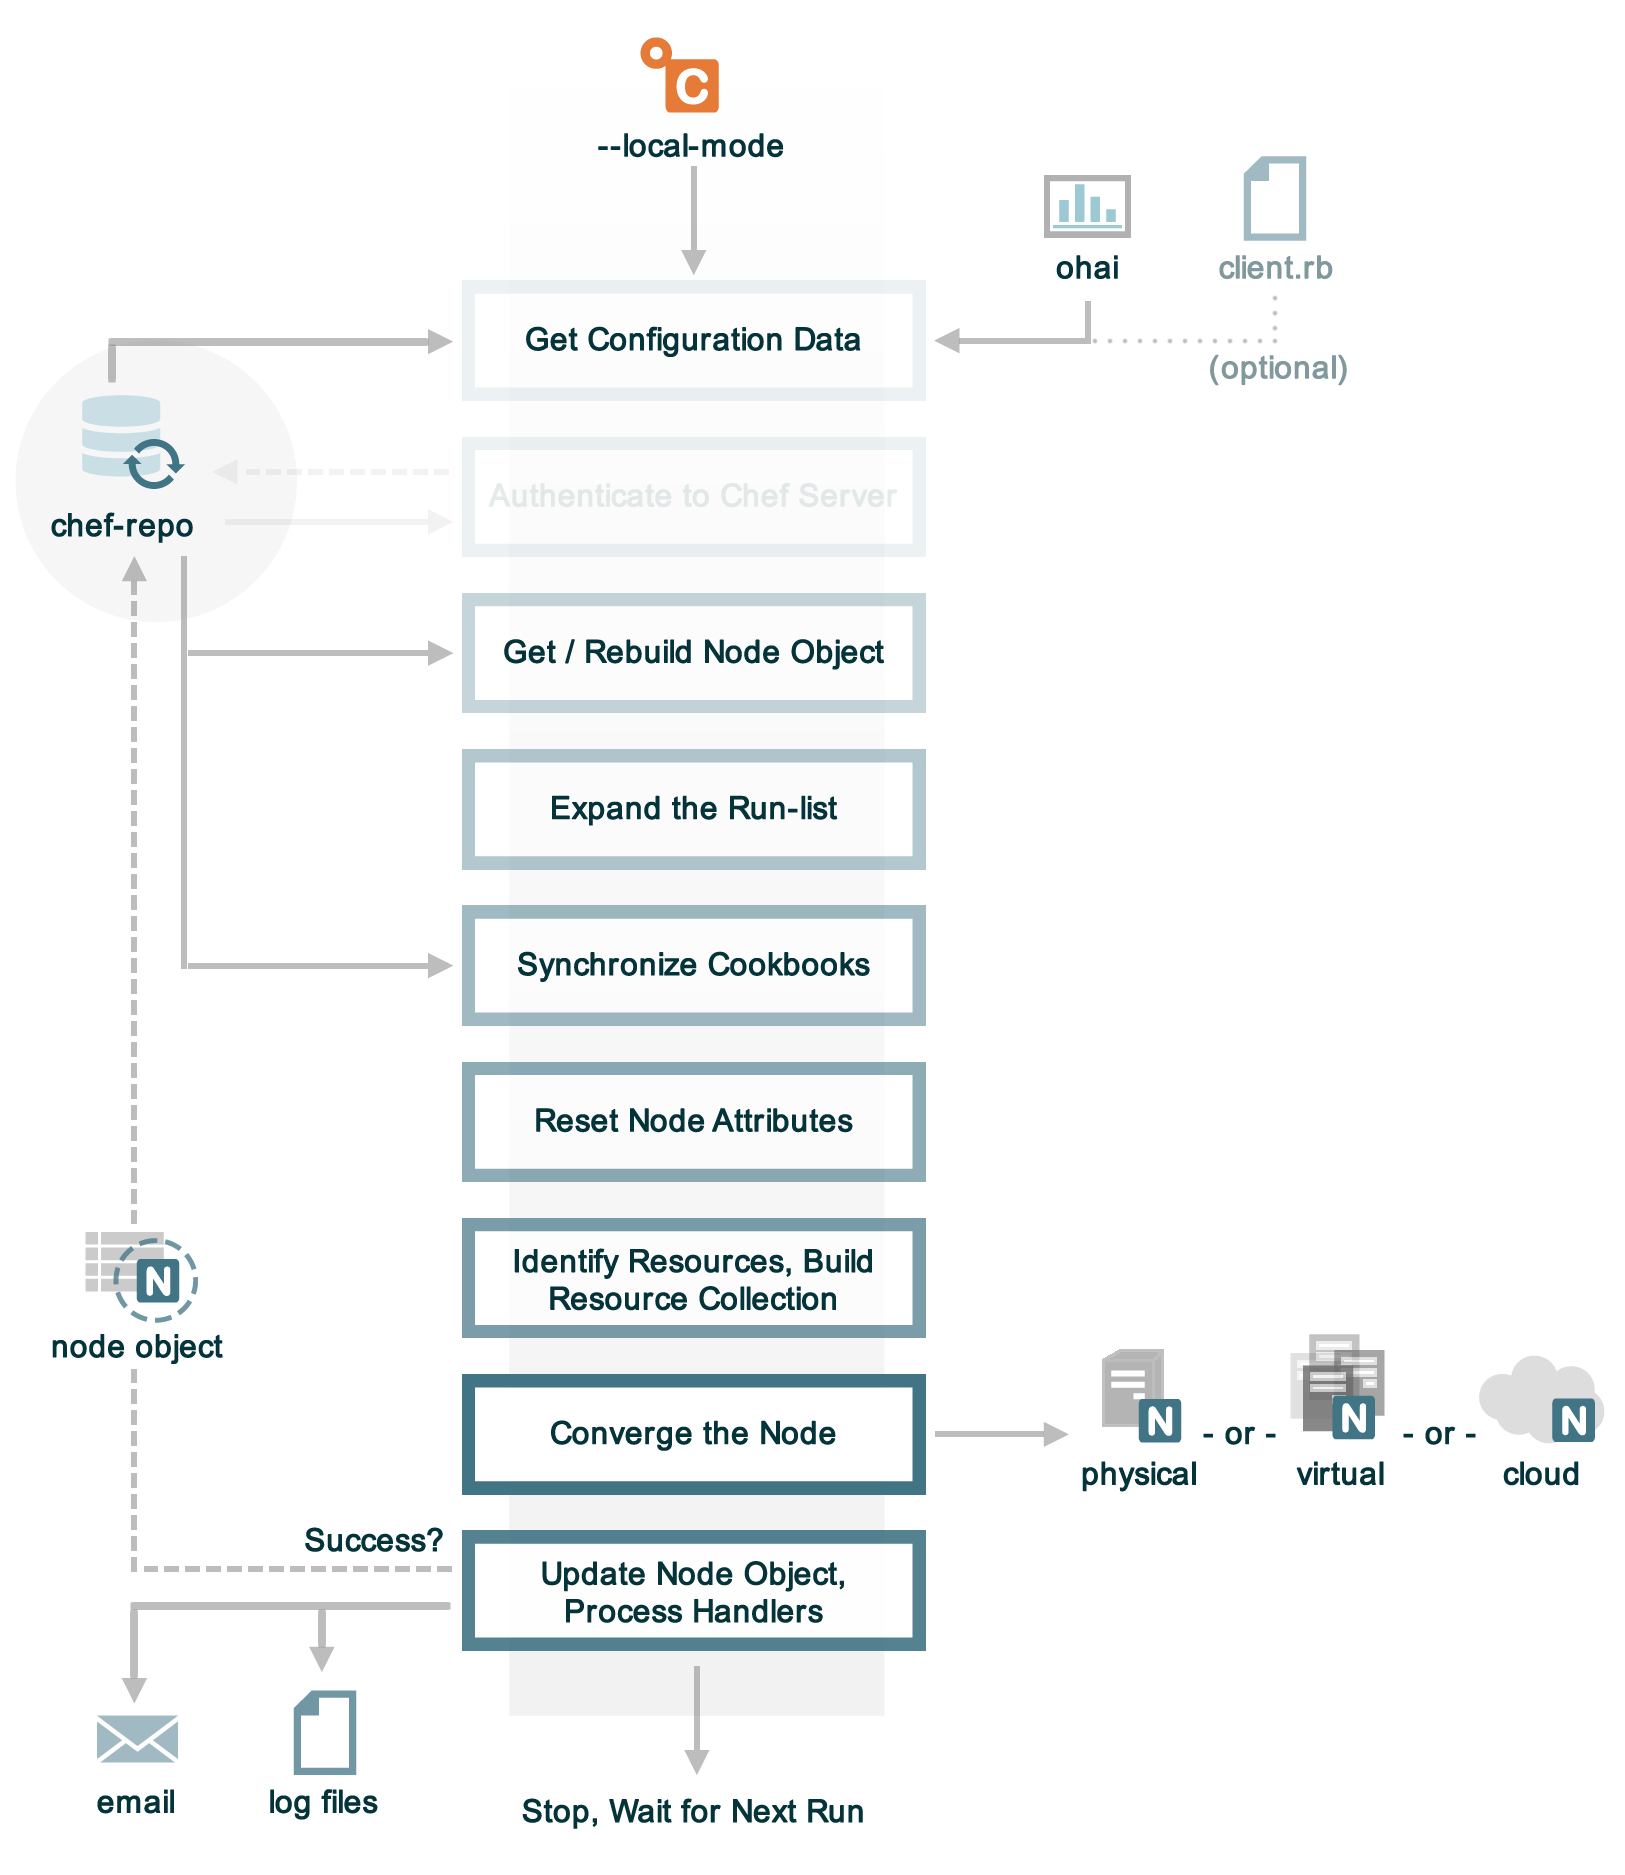 C
--local-mode
ohai
client.rb
(optional)
Get Configuration Data
chef-repo
Authenticate to Chef Server
Get / Rebuild Node Object
Expand the Run-list
Synchronize Cookbooks
Reset Node Attributes
Identify Resources, Build
Resource Collection
N
node object
Converge the Node
N
- or -
N
- or -
N
physical
virtual
cloud
Success?
Update Node Object,
Process Handlers
email
log files
Stop, Wait for Next Run